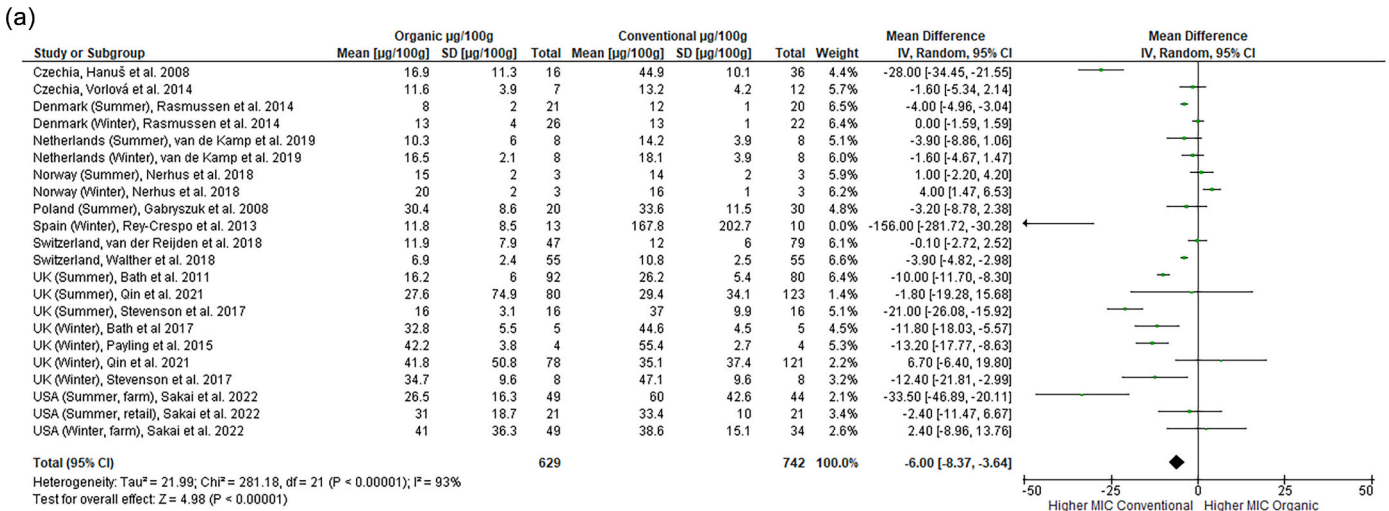 (a)
Organic µg/100g Conventional µg/100g Mean Difference Mean Difference
Study or Subgroup Mean [µg/100g] SD [µg/100g] Total Mean [µg/100g] SD [µg/100g] Total Weight IV, Random, 95% CI IV, Random, 95% CI
Czechia, Hanuš et al. 2008 16.9 11.3 16 44.9 10.1 36 4.4% -28.00 [-34.45, -21.55]
Czechia, Vorlová et al. 2014 11.6 3.9 7 13.2 4.2 12 5.7% -1.60 [-5.34, 2.14]
Denmark (Summer), Rasmussen et al. 2014 8 2 21 12 1 20 6.5% -4.00 [-4.96, -3.04]
Denmark (Winter), Rasmussen et al. 2014 13 4 26 13 1 22 6.4% 0.00 [-1.59, 1.59]
Netherlands (Summer), van de Kamp et al. 2019 10.3 6 8 14.2 3.9 8 5.1% -3.90 [-8.86, 1.06]
Netherlands (Winter), van de Kamp et al. 2019 16.5 2.1 8 18.1 3.9 8 6.0% -1.60 [-4.67, 1.47]
Norway (Summer), Nerhus et al. 2018 15 2 3 14 2 3 5.9% 1.00 [-2.20, 4.20]
Norway (Winter), Nerhus et al. 2018 20 2 3 16 1 3 6.2% 4.00 [1.47, 6.53]
Poland (Summer), Gabryszuk et al. 2008 30.4 8.6 20 33.6 11.5 30 4.8% -3.20 [-8.78, 2.38]
Spain (Winter), Rey-Crespo et al. 2013 11.8 8.5 13 167.8 202.7 10 0.0% -156.00 [-281.72, -30.28]
Switzerland, van der Reijden et al. 2018 11.9 7.9 47 12 6 79 6.1% -0.10 [-2.72, 2.52]
Switzerland, Walther et al. 2018 6.9 2.4 55 10.8 2.5 55 6.5% -3.90 [-4.82, -2.98]
UK (Summer), Bath et al. 2011 16.2 6 92 26.2 5.4 80 6.4% -10.00 [-11.70, -8.30]
UK (Summer), Qin et al. 2021 27.6 74.9 80 29.4 34.1 123 1.4% -1.80 [-19.28, 15.68]
UK (Summer), Stevenson et al. 2017 16 3.1 16 37 9.9 16 5.1% -21.00 [-26.08, -15.92]
UK (Winter), Bath et al 2017 32.8 5.5 5 44.6 4.5 5 4.5% -11.80 [-18.03, -5.57]
UK (Winter), Payling et al. 2015 42.2 3.8 4 55.4 2.7 4 5.3% -13.20 [-17.77, -8.63]
UK (Winter), Qin et al. 2021 41.8 50.8 78 35.1 37.4 121 2.2% 6.70 [-6.40, 19.80]
UK (Winter), Stevenson et al. 2017 34.7 9.6 8 47.1 9.6 8 3.2% -12.40 [-21.81, -2.99]
USA (Summer, farm), Sakai et al. 2022 26.5 16.3 49 60 42.6 44 2.1% -33.50 [-46.89, -20.11]
USA (Summer, retail), Sakai et al. 2022 31 18.7 21 33.4 10 21 3.4% -2.40 [-11.47, 6.67]
USA (Winter, farm), Sakai et al. 2022 41 36.3 49 38.6 15.1 34 2.6% 2.40 [-8.96, 13.76]
Total (95% CI) 629 742 100.0% -6.00 [-8.37, -3.64]
Heterogeneity: Tau² = 21.99; Chi² = 281.18, df = 21 (P < 0.00001); I² = 93%
Test for overall effect: Z = 4.98 (P < 0.00001)
-50 -25 0 25 50
Higher MIC Conventional Higher MIC Organic